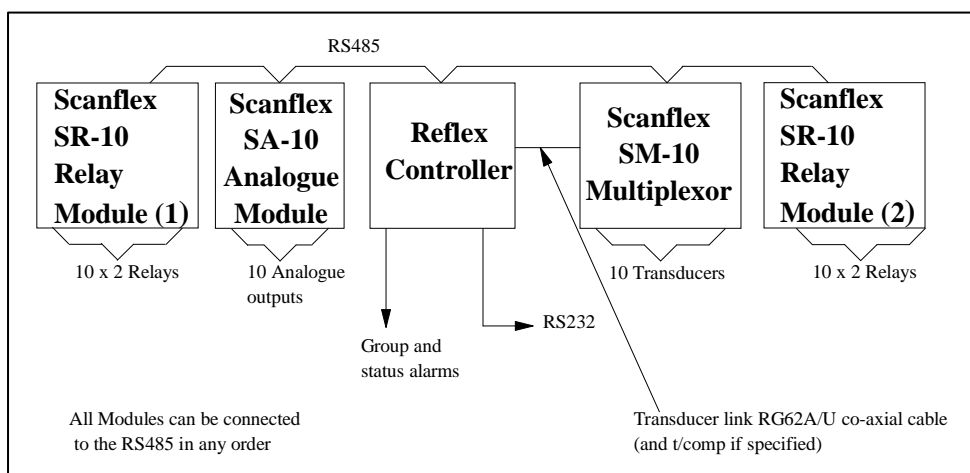 RS485
Scanflex
SR-10
Relay
Module (1)
Scanflex
SA-10
Analogue
Module
Reflex
Controller
Scanflex
SM-10
Multiplexor
Scanflex
SR-10
Relay
Module (2)
10 x 2 Relays
10 Analogue
outputs
10 Transducers
10 x 2 Relays
RS232
Group and
status alarms
All Modules can be connected
to the RS485 in any order
Transducer link RG62A/U co-axial cable
(and t/comp if specified)